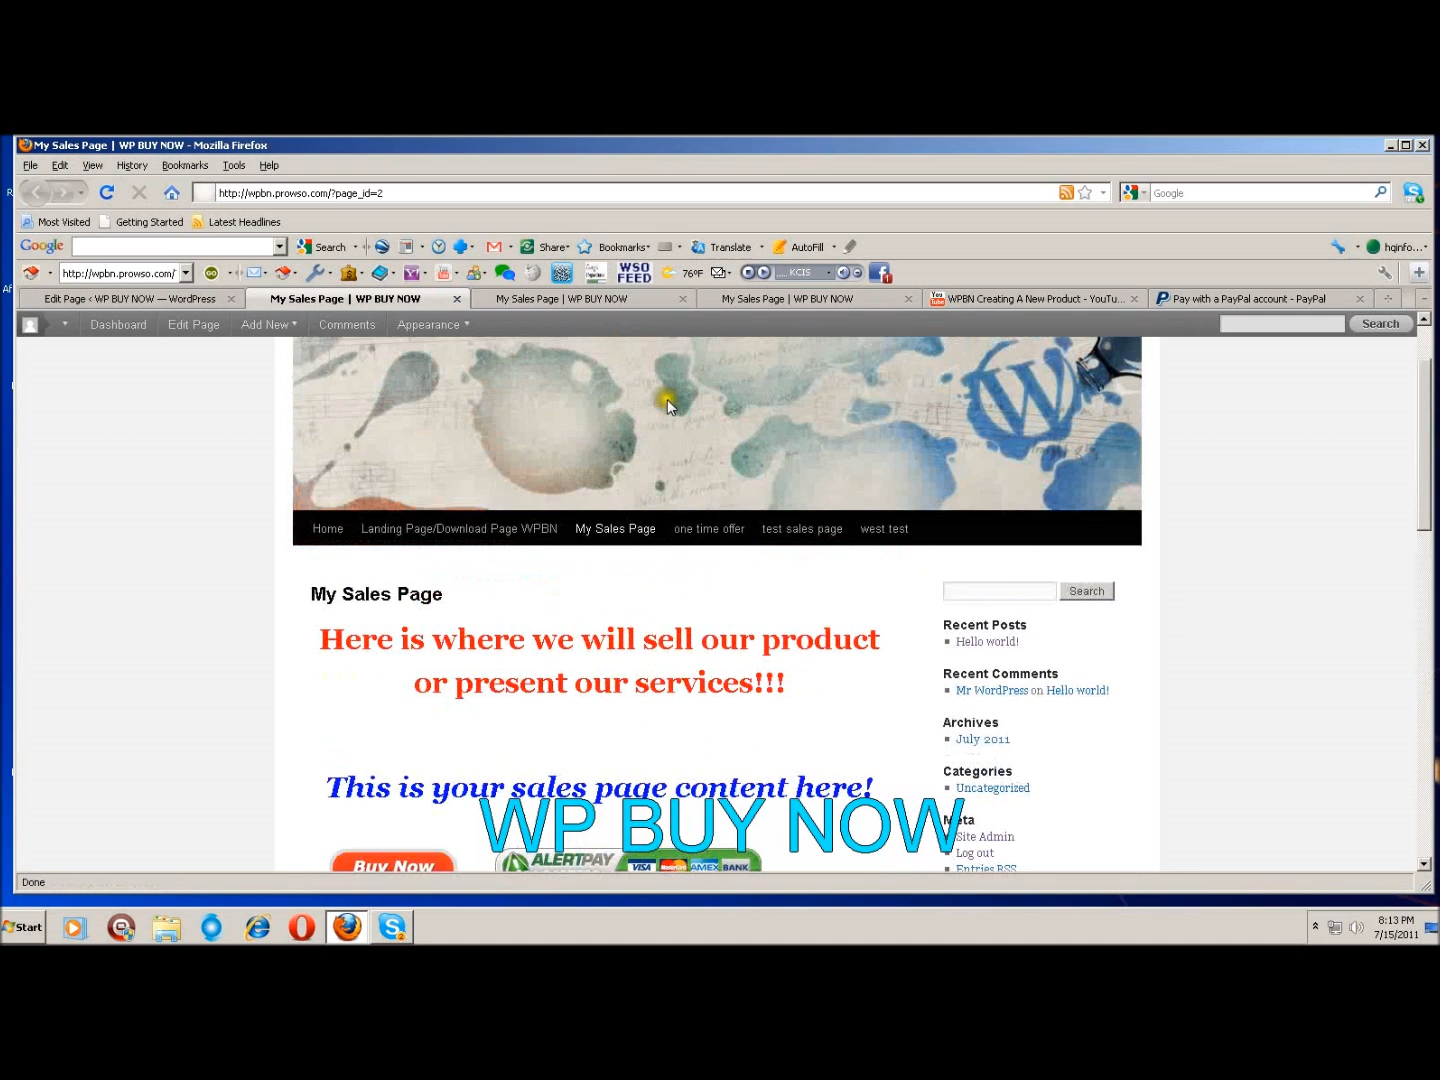 My Sales Page | WP BUY NOW - Mozilla Firefox
File Edit View History Bookmarks Tools Help
http://wpbn.prowso.com/?page_id=2
Google
Most Visited Getting Started Latest Headlines
Google Search Share Bookmarks Translate AutoFill hqinfo...
http://wpbn.prowso.com/ GO WSO FEED 76°F KCIS
Edit Page < WP BUY NOW — WordPress My Sales Page | WP BUY NOW My Sales Page | WP BUY NOW My Sales Page | WP BUY NOW WPBN Creating A New Product - YouTu... Pay with a PayPal account - PayPal
Dashboard Edit Page Add New Comments Appearance Search
Home Landing Page/Download Page WPBN My Sales Page one time offer test sales page west test
My Sales Page
Search
Here is where we will sell our product
or present our services!!!
Recent Posts
Hello world!
Recent Comments
Mr WordPress on Hello world!
Archives
July 2011
Categories
Uncategorized
This is your sales page content here!
WP BUY NOW
Meta
Site Admin
Log out
Entries RSS
Buy Now
ALERTPAY VISA MasterCard AMEX BANK
Done
Start
8:13 PM
7/15/2011